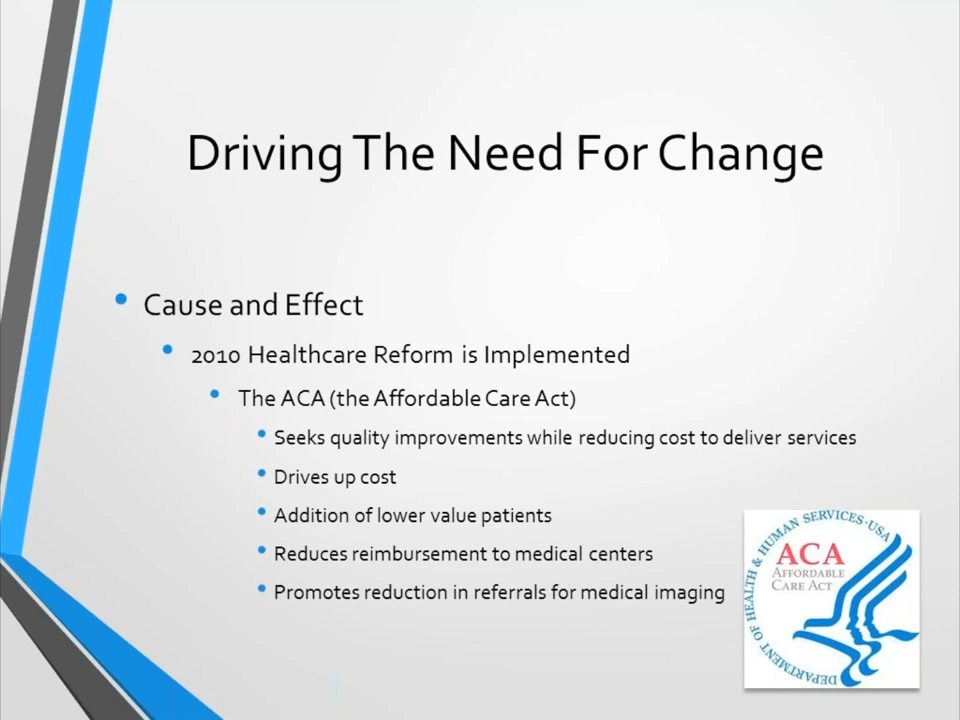 Driving The Need For Change
Cause and Effect
2010 Healthcare Reform is Implemented
The ACA (the Affordable Care Act)
Seeks quality improvements while reducing cost to deliver services
Drives up cost
Addition of lower value patients
Reduces reimbursement to medical centers
Promotes reduction in referrals for medical imaging
DEPARTMENT OF HEALTH & HUMAN SERVICES·USA
ACA
AFFORDABLE
CARE ACT